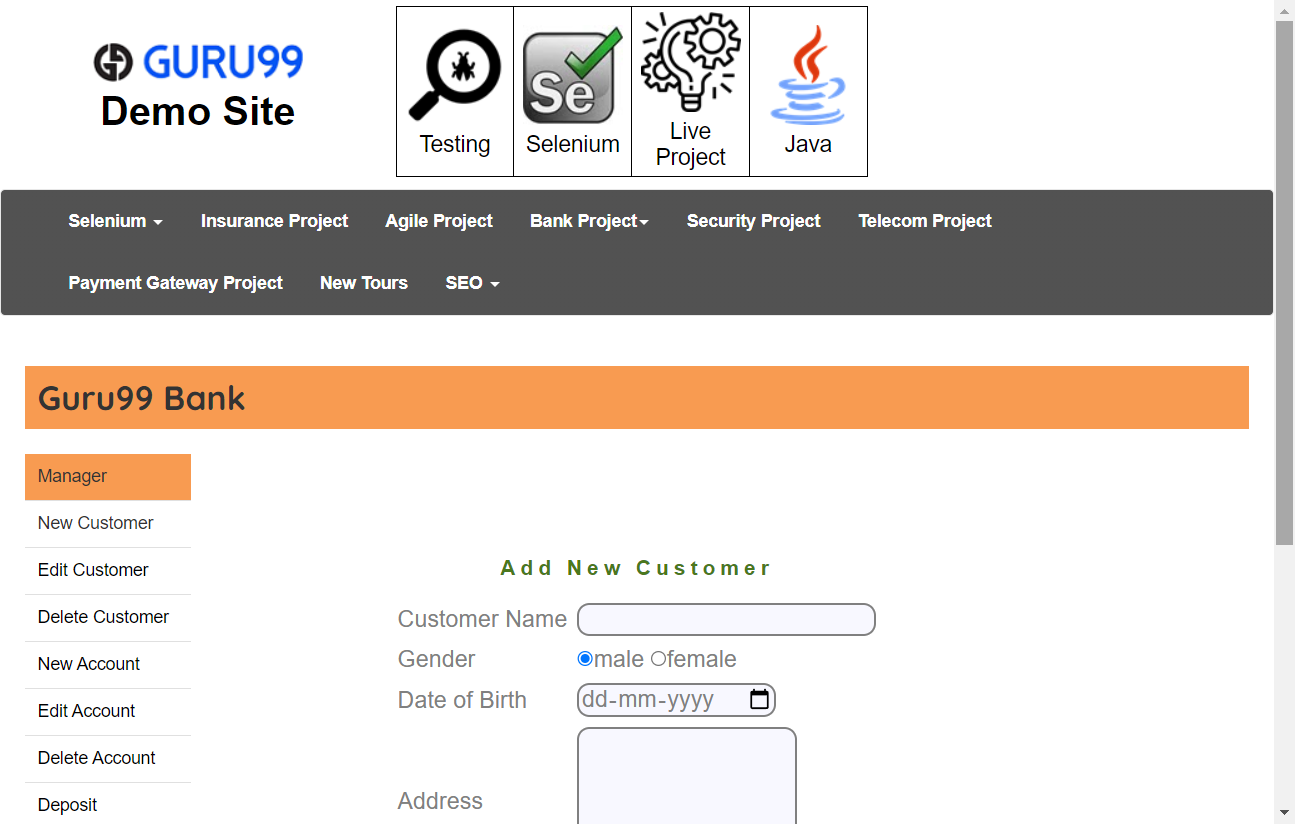 GURU99
Demo Site
Testing
Selenium
Live
Project
Java
Selenium
Insurance Project
Agile Project
Bank Project
Security Project
Telecom Project
Payment Gateway Project
New Tours
SEO
Guru99 Bank
Manager
New Customer
Edit Customer
Delete Customer
New Account
Edit Account
Delete Account
Deposit
Add New Customer
Customer Name
Gender
male
female
Date of Birth
dd-mm-yyyy
Address
Se